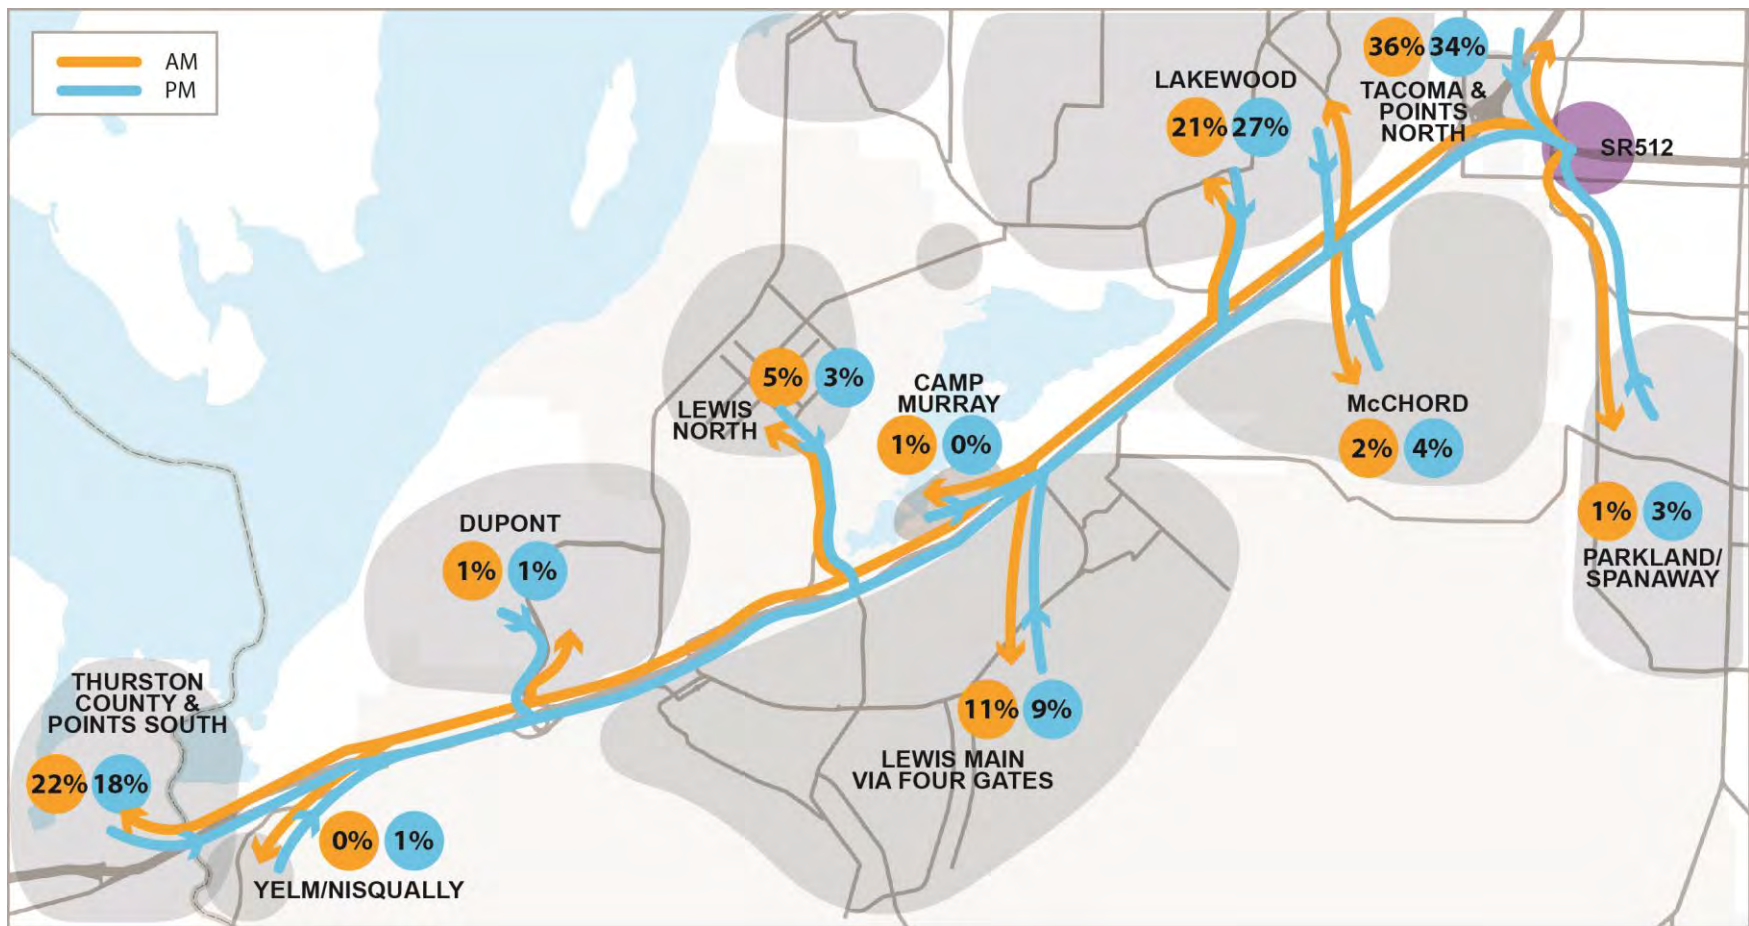 AM
PM
36% 34%
TACOMA &
POINTS
NORTH
LAKEWOOD
21% 27%
SR512
5% 3%
LEWIS
NORTH
CAMP
MURRAY
1% 0%
McCHORD
2% 4%
1% 3%
PARKLAND/
SPANAWAY
DUPONT
1% 1%
THURSTON
COUNTY &
POINTS SOUTH
22% 18%
11% 9%
LEWIS MAIN
VIA FOUR GATES
0% 1%
YELM/NISQUALLY